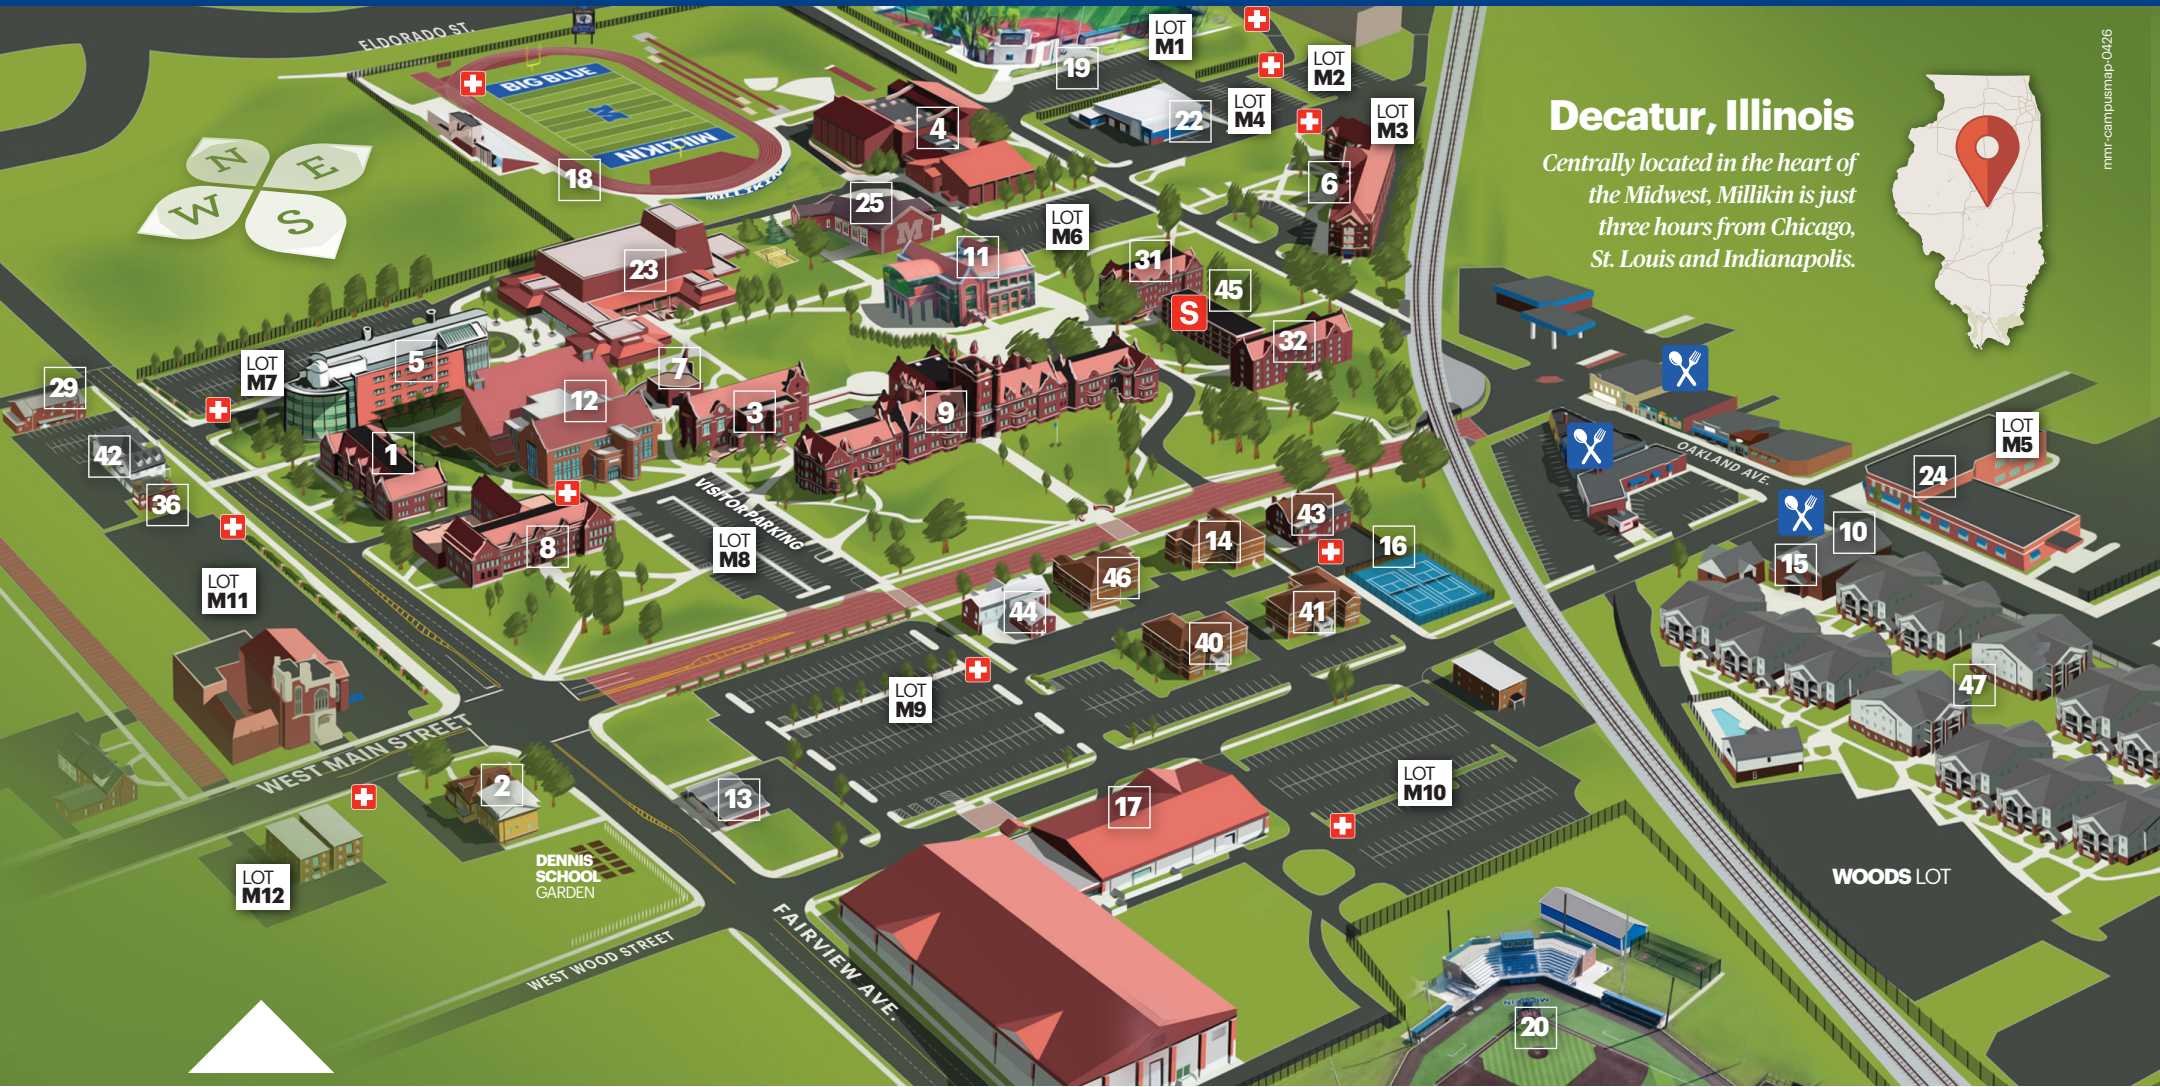 ELDORADO ST.
LOT
M1
BIG BLUE
M
MILLIKIN
MILLIKIN
19
LOT
M2
LOT
M4
22
LOT
M3
4
18
6
25
M
LOT
M6
N
E
W
S
Decatur, Illinois
Centrally located in the heart of
the Midwest, Millikin is just
three hours from Chicago,
St. Louis and Indianapolis.
mmr-campusmap-0426
23
11
31
45
S
32
LOT
M7
5
7
29
12
3
9
42
1
36
8
VISITOR PARKING
LOT
M8
OAKLAND AVE.
LOT
M5
24
10
15
43
14
16
46
44
41
40
47
LOT
M11
LOT
M9
WEST MAIN STREET
2
13
17
LOT
M10
LOT
M12
DENNIS
SCHOOL
GARDEN
WOODS LOT
WEST WOOD STREET
FAIRVIEW AVE.
MILLIKIN
20